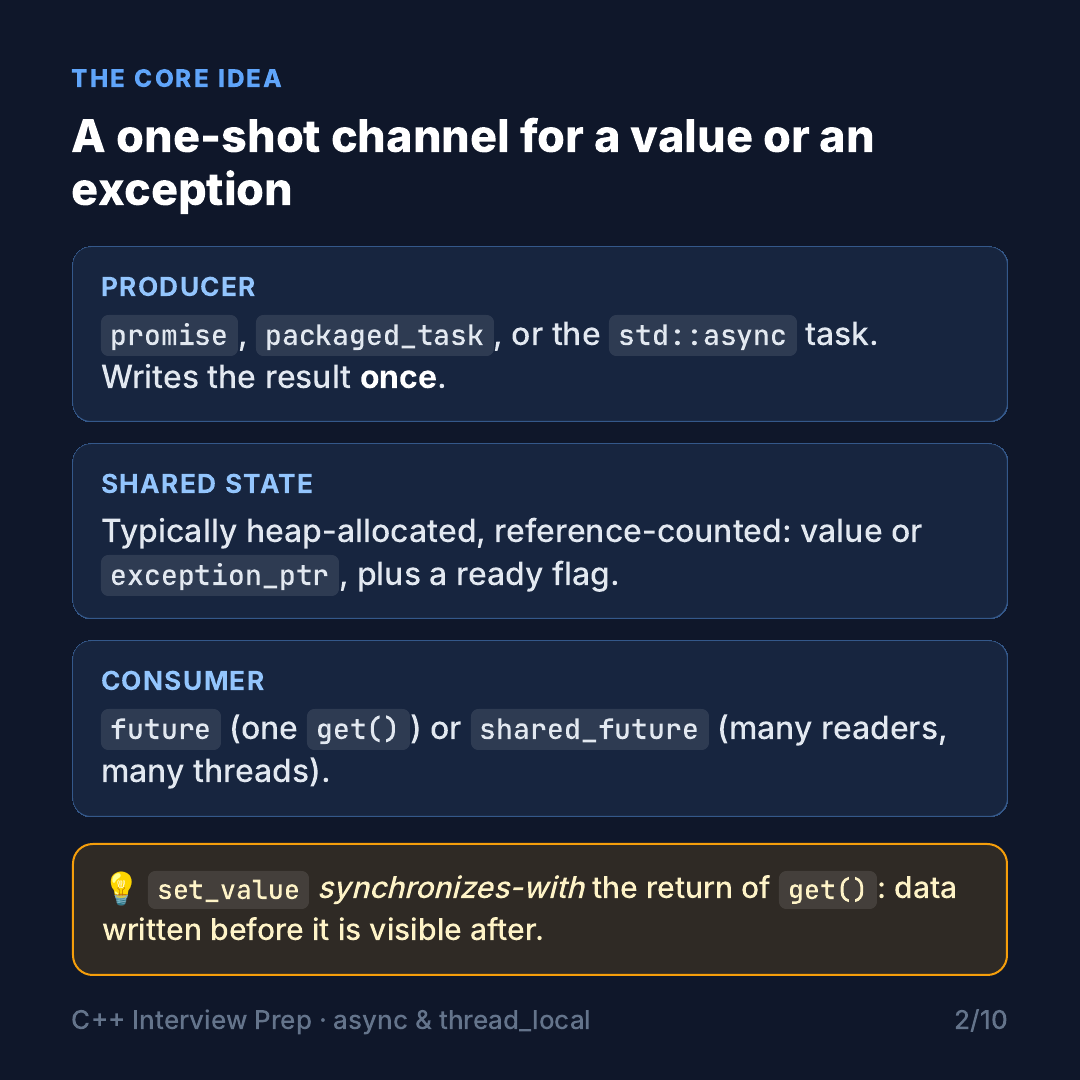 THE CORE IDEA
A one-shot channel for a value or an
exception
PRODUCER
promise, packaged_task, or the std::async task.
Writes the result once.
SHARED STATE
Typically heap-allocated, reference-counted: value or
exception_ptr, plus a ready flag.
CONSUMER
future (one get()) or shared_future (many readers,
many threads).
💡 set_value synchronizes-with the return of get(): data
written before it is visible after.
C++ Interview Prep · async & thread_local
2/10